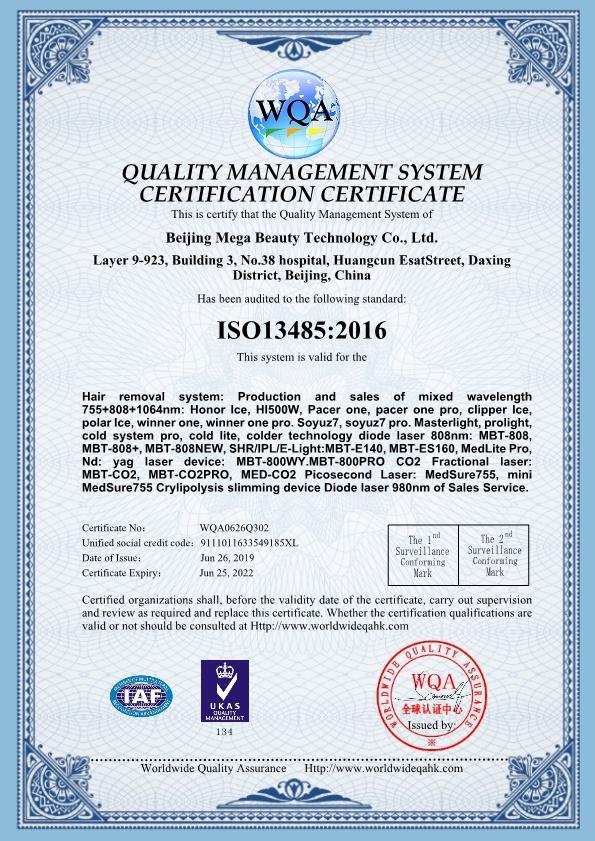 WQA
QUALITY MANAGEMENT SYSTEM
CERTIFICATION CERTIFICATE
This is certify that the Quality Management System of
Beijing Mega Beauty Technology Co., Ltd.
Layer 9-923, Building 3, No.38 hospital, Huangcun EsatStreet, Daxing
District, Beijing, China
Has been audited to the following standard:
ISO13485:2016
This system is valid for the
Hair removal system: Production and sales of mixed wavelength
755+808+1064nm: Honor Ice, HI500W, Pacer one, pacer one pro, clipper Ice,
polar Ice, winner one, winner one pro. Soyuz7, soyuz7 pro. Masterlight, prolight,
cold system pro, cold lite, colder technology diode laser 808nm: MBT-808,
MBT-808+, MBT-808NEW, SHR/IPL/E-Light:MBT-E140, MBT-ES160, MedLite Pro,
Nd: yag laser device: MBT-800WY.MBT-800PRO CO2 Fractional laser:
MBT-CO2, MBT-CO2PRO, MED-CO2 Picosecond Laser: MedSure755, mini
MedSure755 Crylipolysis slimming device Diode laser 980nm of Sales Service.
Certificate No: WQA0626Q302
Unified social credit code: 9111011633549185XL
Date of Issue: Jun 26, 2019
Certificate Expiry: Jun 25, 2022
The 1nd
Surveillance
Conforming
Mark
The 2nd
Surveillance
Conforming
Mark
Certified organizations shall, before the validity date of the certificate, carry out supervision
and review as required and replace this certificate. Whether the certification qualifications are
valid or not should be consulted at Http://www.worldwideqahk.com
IAF
UKAS
QUALITY
MANAGEMENT
134
WORLDWIDE QUALITY ASSURANCE
WQA
全球认证中心
Issued by:
Worldwide Quality Assurance Http://www.worldwideqahk.com